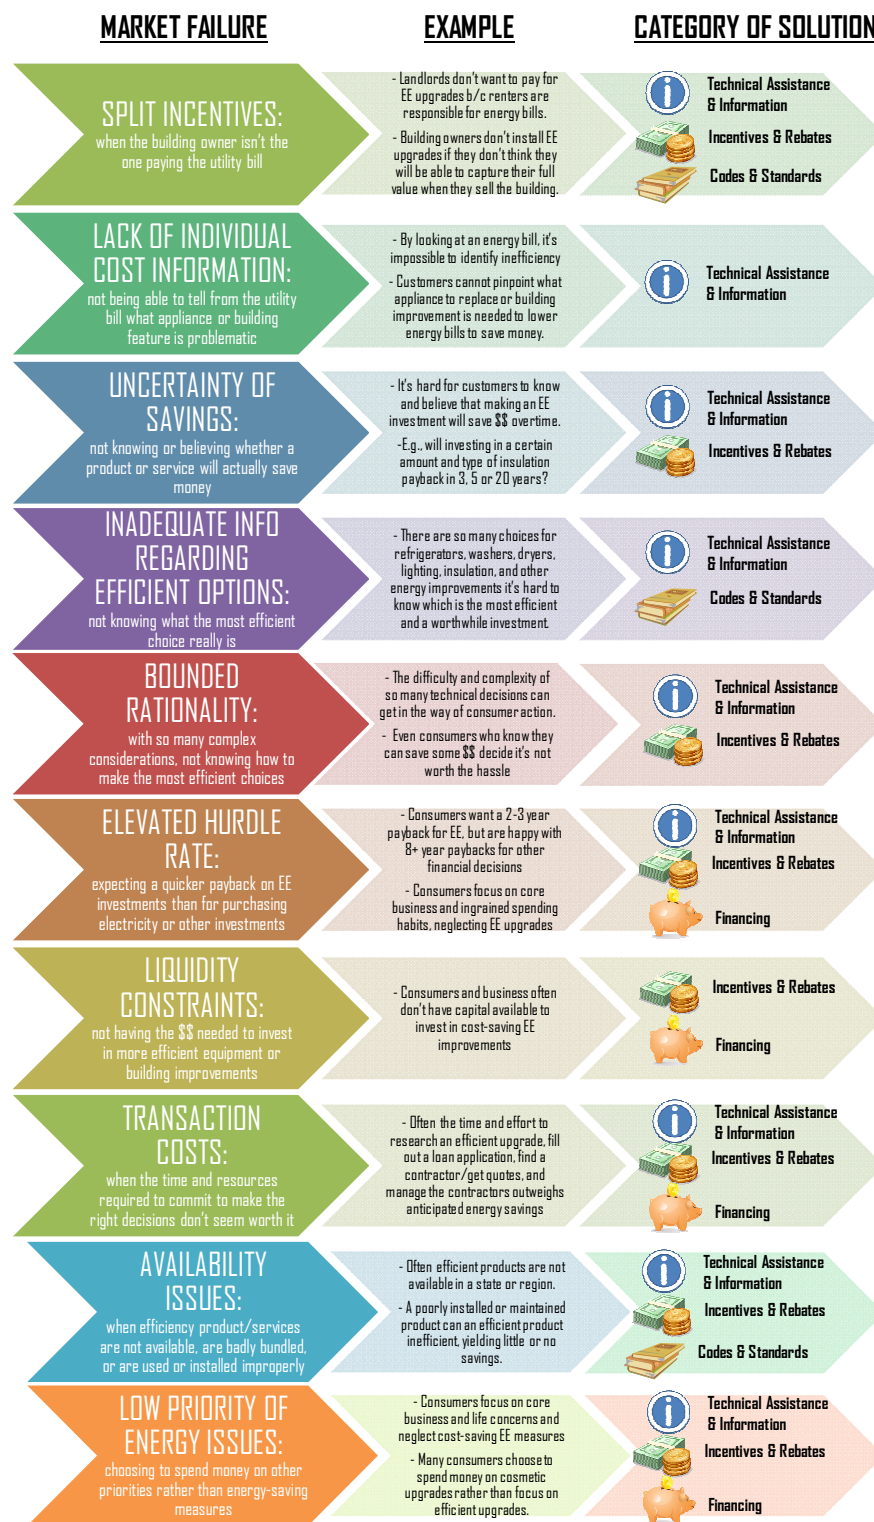 MARKET FAILURE
EXAMPLE
CATEGORY OF SOLUTION
SPLIT INCENTIVES:
when the building owner isn't the
one paying the utility bill
- Landlords don't want to pay for
EE upgrades b/c renters are
responsible for energy bills.
- Building owners don't install EE
upgrades if they don't think they
will be able to capture their full
value when they sell the building.
Technical Assistance
& Information
Incentives & Rebates
Codes & Standards
LACK OF INDIVIDUAL
COST INFORMATION:
not being able to tell from the utility
bill what appliance or building
feature is problematic
- By looking at an energy bill, it's
impossible to identify inefficiency
- Customers cannot pinpoint what
appliance to replace or building
improvement is needed to lower
energy bills to save money.
Technical Assistance
& Information
UNCERTAINTY OF
SAVINGS:
not knowing or believing whether a
product or service will actually save
money
- It's hard for customers to know
and believe that making an EE
investment will save $$ overtime.
-E.g., will investing in a certain
amount and type of insulation
payback in 3, 5 or 20 years?
Technical Assistance
& Information
Incentives & Rebates
INADEQUATE INFO
REGARDING
EFFICIENT OPTIONS:
not knowing what the most efficient
choice really is
- There are so many choices for
refrigerators, washers, dryers,
lighting, insulation, and other
energy improvements it's hard to
know which is the most efficient
and a worthwhile investment.
Technical Assistance
& Information
Codes & Standards
BOUNDED
RATIONALITY:
with so many complex
considerations, not knowing how to
make the most efficient choices
- The difficulty and complexity of
so many technical decisions can
get in the way of consumer action.
- Even consumers who know they
can save some $$ decide it's not
worth the hassle
Technical Assistance
& Information
Incentives & Rebates
ELEVATED HURDLE
RATE:
expecting a quicker payback on EE
investments than for purchasing
electricity or other investments
- Consumers want a 2-3 year
payback for EE, but are happy with
8+ year paybacks for other
financial decisions
- Consumers focus on core
business and ingrained spending
habits, neglecting EE upgrades
Technical Assistance
& Information
Incentives & Rebates
Financing
LIQUIDITY
CONSTRAINTS:
not having the $$ needed to invest
in more efficient equipment or
building improvements
- Consumers and business often
don't have capital available to
invest in cost-saving EE
improvements
Incentives & Rebates
Financing
TRANSACTION
COSTS:
when the time and resources
required to commit to make the
right decisions don't seem worth it
- Often the time and effort to
research an efficient upgrade, fill
out a loan application, find a
contractor/get quotes, and
manage the contractors outweighs
anticipated energy savings
Technical Assistance
& Information
Incentives & Rebates
Financing
AVAILABILITY
ISSUES:
when efficiency product/services
are not available, are badly bundled,
or are used or installed improperly
- Often efficient products are not
available in a state or region.
- A poorly installed or maintained
product can an efficient product
inefficient, yielding little or no
savings.
Technical Assistance
& Information
Incentives & Rebates
Codes & Standards
LOW PRIORITY OF
ENERGY ISSUES:
choosing to spend money on other
priorities rather than energy-saving
measures
- Consumers focus on core
business and life concerns and
neglect cost-saving EE measures
- Many consumers choose to
spend money on cosmetic
upgrades rather than focus on
efficient upgrades.
Technical Assistance
& Information
Incentives & Rebates
Financing